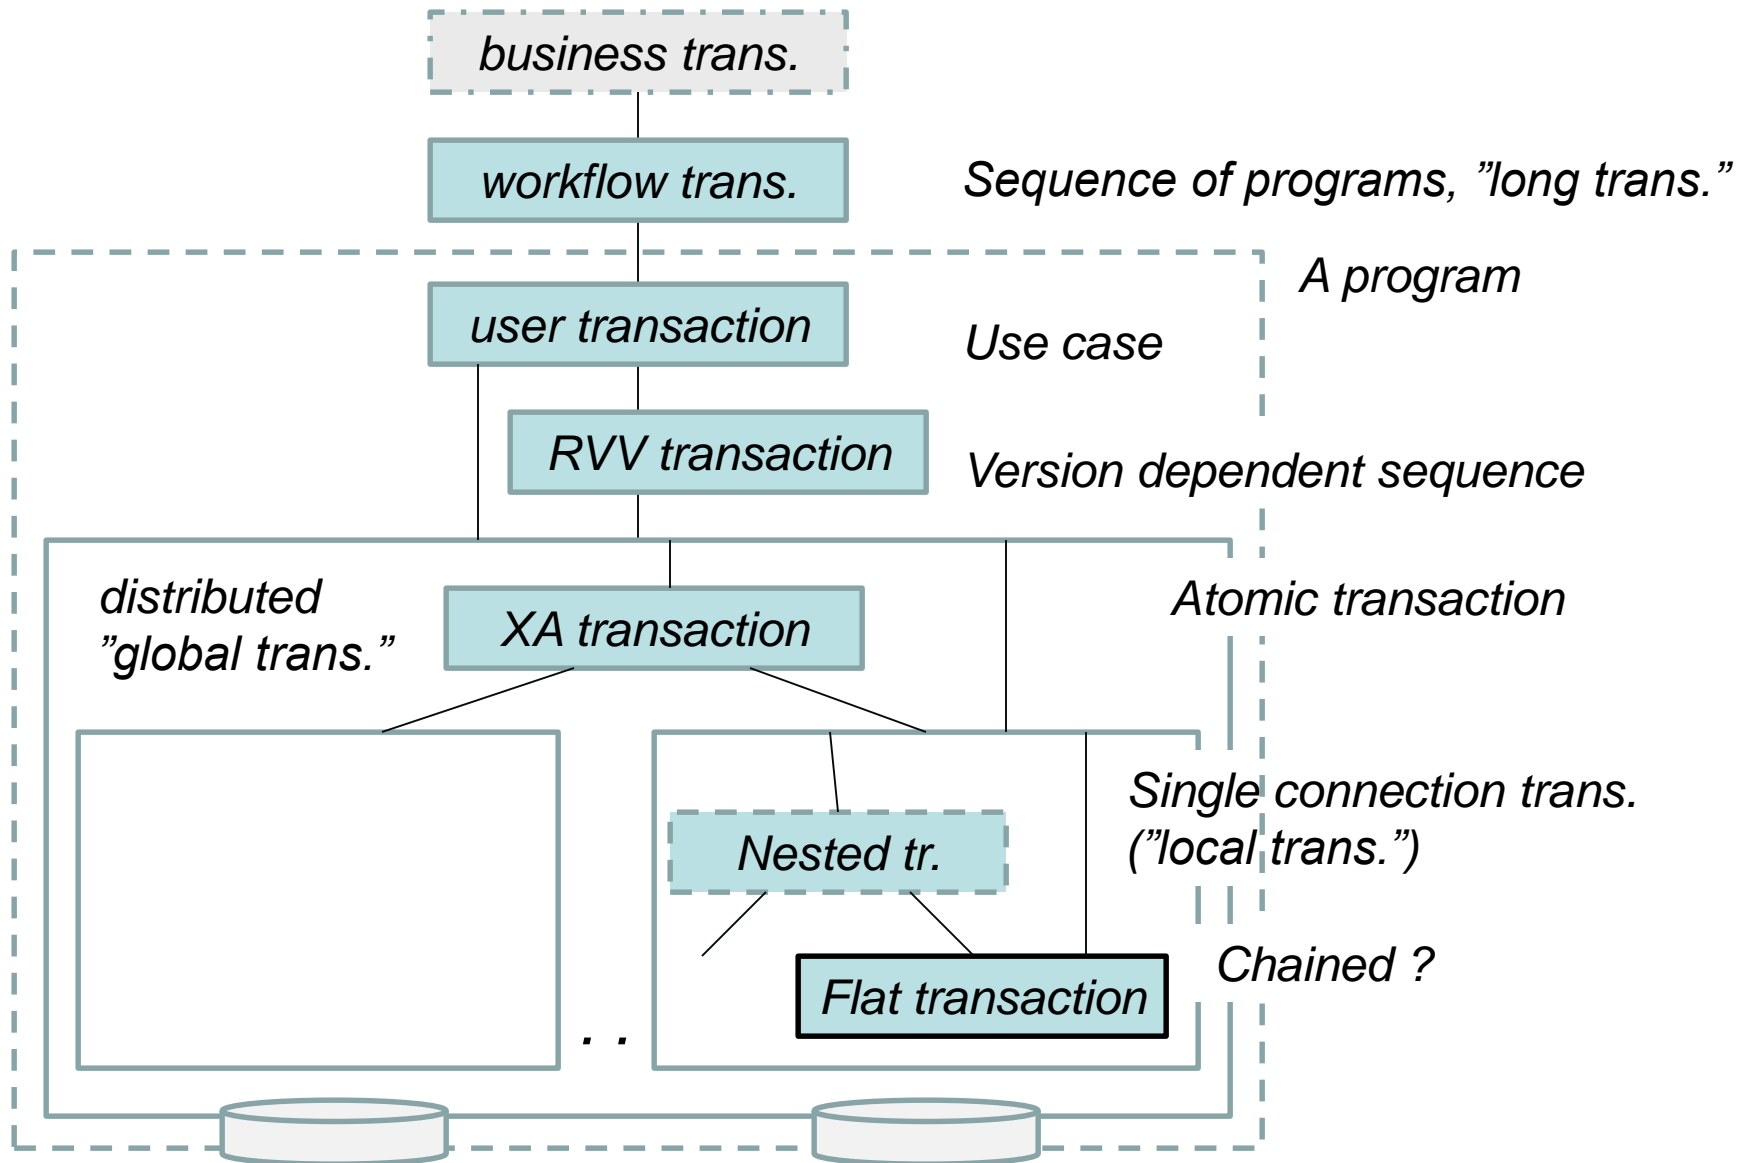 business trans.
workflow trans.
Sequence of programs, ”long trans.”
A program
user transaction
Use case
RVV transaction
Version dependent sequence
distributed
”global trans.”
XA transaction
Atomic transaction
Single connection trans.
(”local trans.”)
Nested tr.
Chained ?
Flat transaction
. .